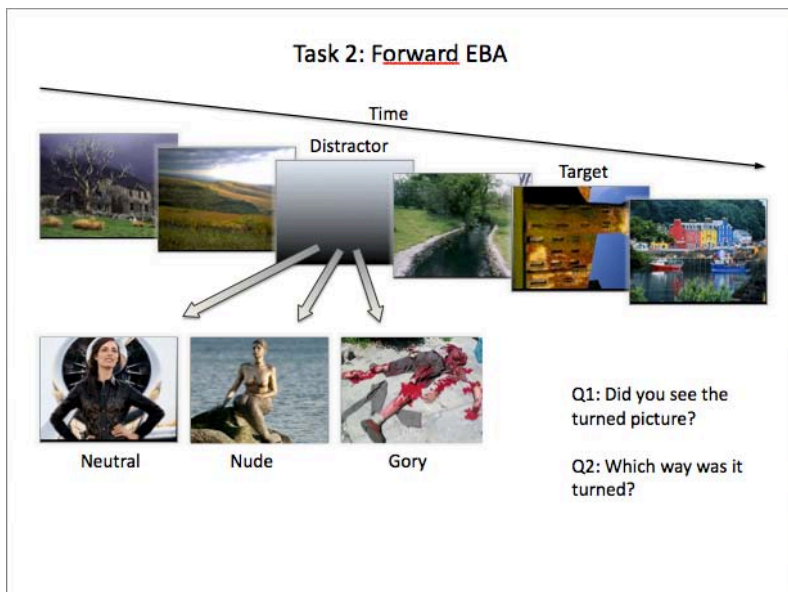 Task 2: Forward EBA
Time
Distractor
Target
Neutral
Nude
Gory
Q1: Did you see the
turned picture?
Q2: Which way was it
turned?